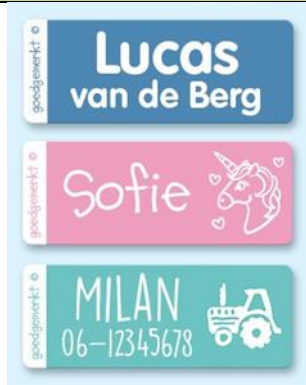 goedgemerkt ©
Lucas
van de Berg
goedgemerkt ©
Sofie
goedgemerkt ©
MILAN
06-12345678